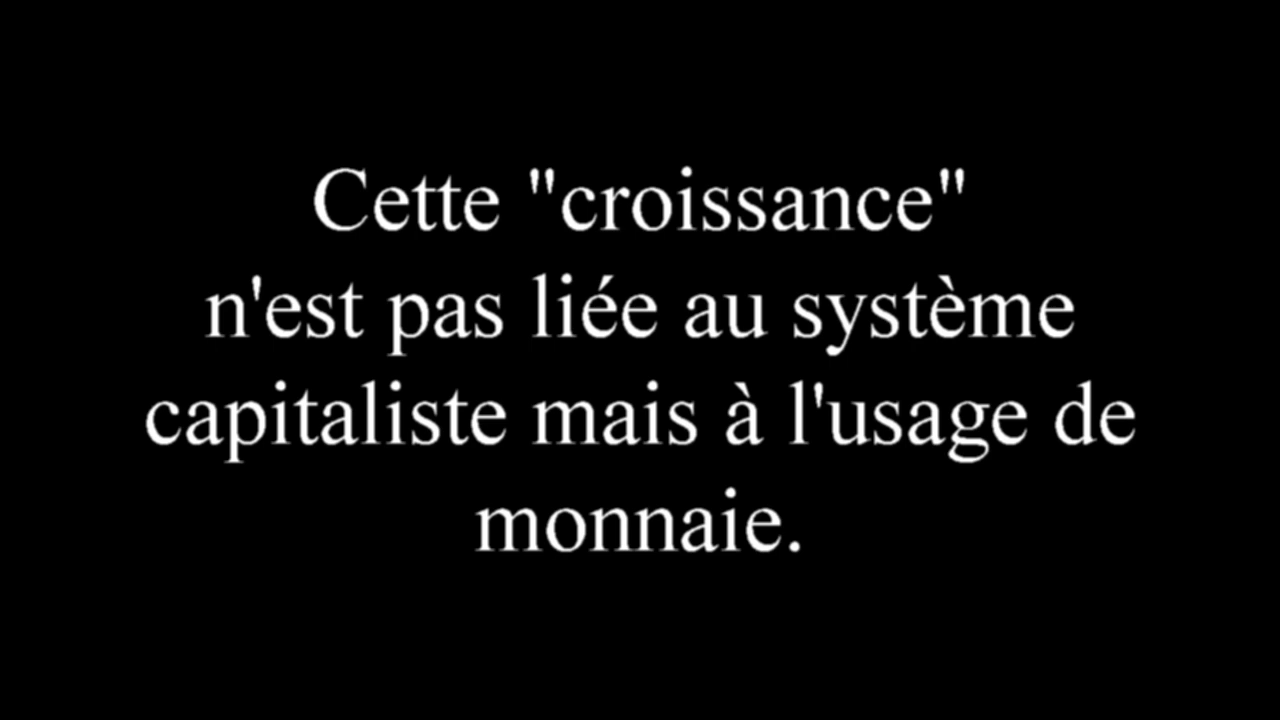 Cette "croissance"
n'est pas liée au système
capitaliste mais à l'usage de
monnaie.